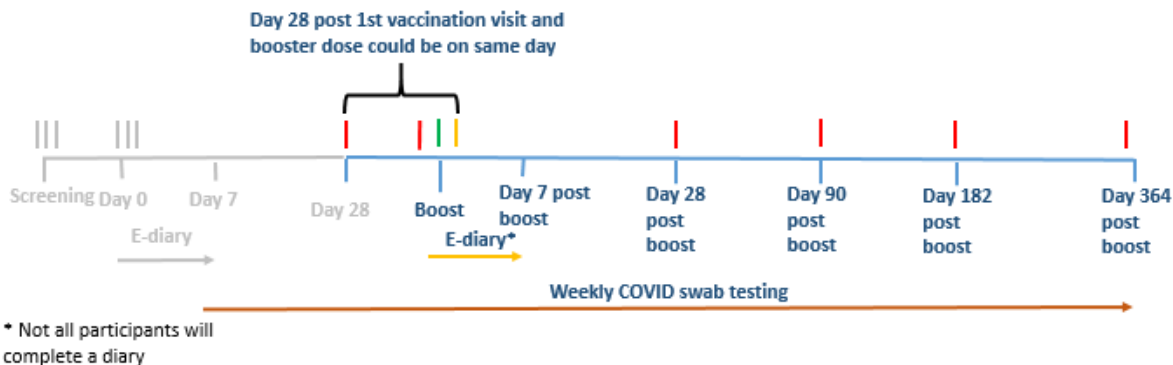 Day 28 post 1st vaccination visit and
booster dose could be on same day
Screening
Day 0
Day 7
Day 28
Boost
Day 7 post
boost
Day 28
post
boost
Day 90
post
boost
Day 182
post
boost
Day 364
post
boost
E-diary
E-diary*
Weekly COVID swab testing
* Not all participants will
complete a diary